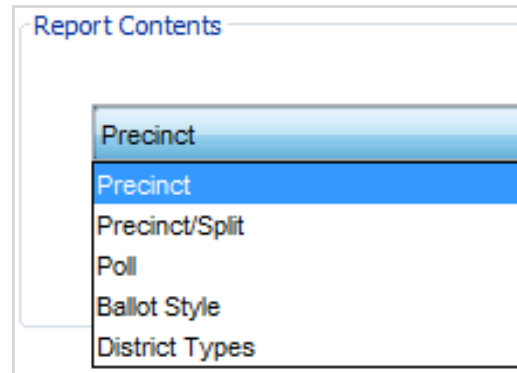 Report Contents
Precinct
Precinct
Precinct/Split
Poll
Ballot Style
District Types